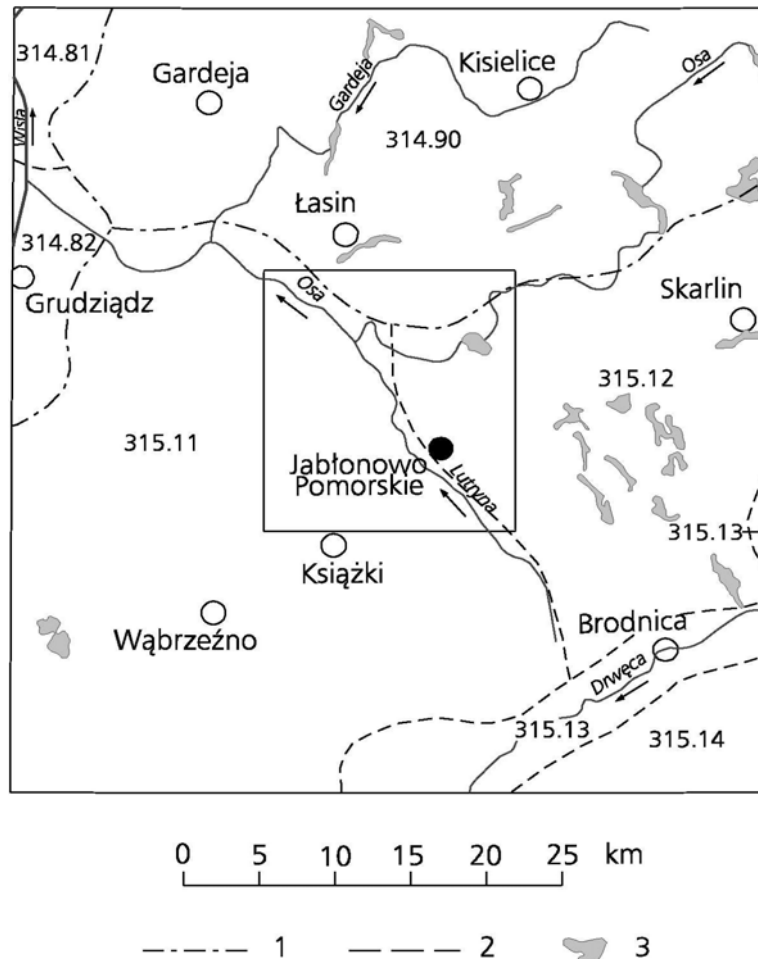 314.81
Gardeja
Gardeja
Kisielice
Osa
Wisła
314.90
Łasin
314.82
Grudziądz
Osa
Skarlin
315.12
315.11
Jabłonowo
Pomorskie
Lutryna
315.13
Książki
Wąbrzeźno
Brodnica
Drwęca
315.13
315.14
0 5 10 15 20 25 km
1 2 3